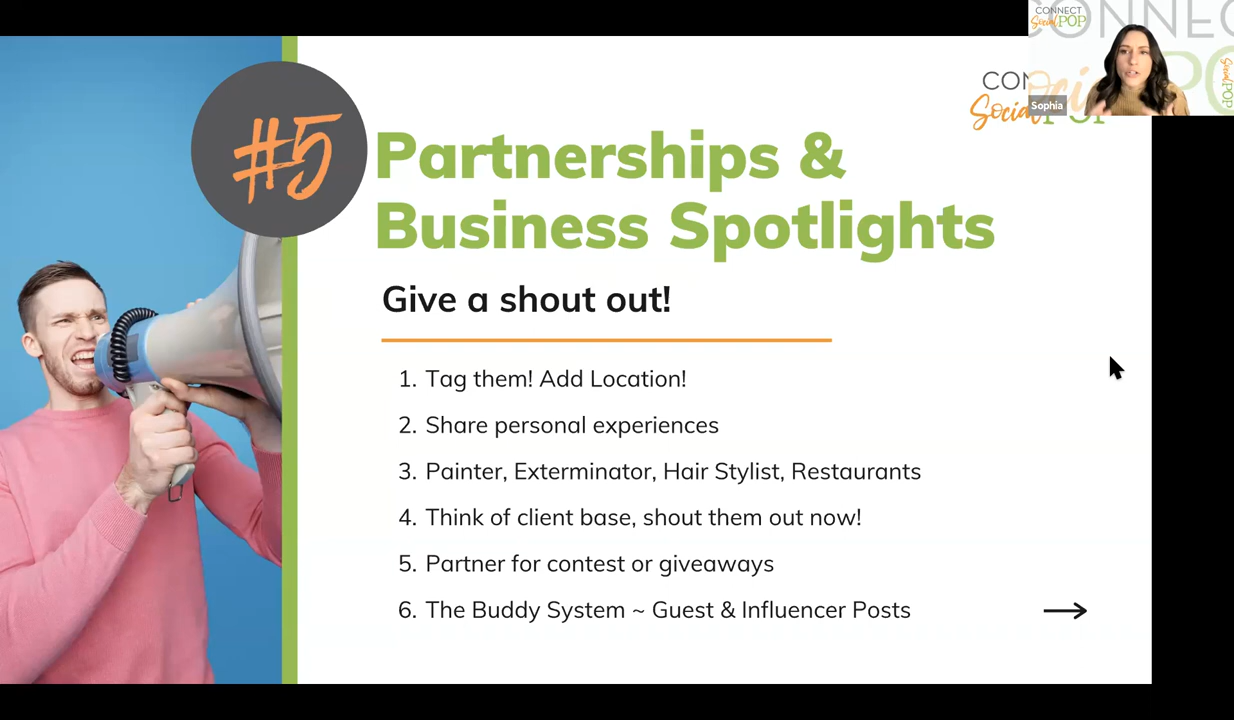 CONNECT
Social POP
Sophia
#5
Partnerships &
Business Spotlights
Give a shout out!
1. Tag them! Add Location!
2. Share personal experiences
3. Painter, Exterminator, Hair Stylist, Restaurants
4. Think of client base, shout them out now!
5. Partner for contest or giveaways
6. The Buddy System ~ Guest & Influencer Posts